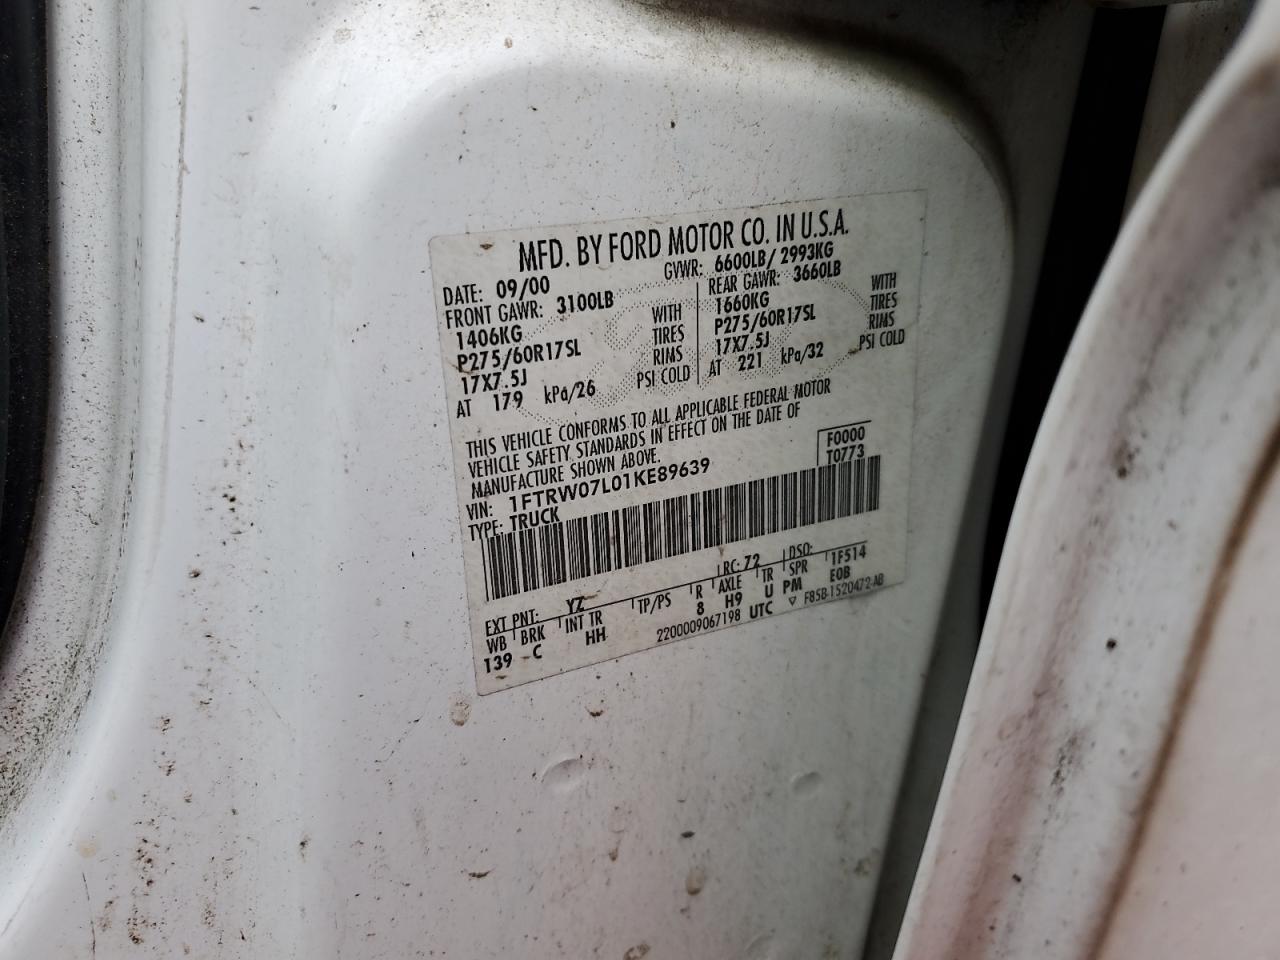 MFD. BY FORD MOTOR CO. IN U.S.A.
DATE: 09/00 GVWR: 6600LB/ 2993KG
FRONT GAWR: 3100LB REAR GAWR: 3660LB
1406KG WITH 1660KG WITH
P275/60R17SL TIRES P275/60R17SL TIRES
17X7.5J RIMS 17X7.5J RIMS
AT 179 kPa/26 PSI COLD AT 221 kPa/32 PSI COLD
THIS VEHICLE CONFORMS TO ALL APPLICABLE FEDERAL MOTOR
VEHICLE SAFETY STANDARDS IN EFFECT ON THE DATE OF
MANUFACTURE SHOWN ABOVE.
F0000
VIN: 1FTRW07L01KE89639 T0773
TYPE: TRUCK
EXT PNT: YZ RC: 72 DSO:
WB BRK INT TR TP/PS R AXLE TR SPR 1F514
139 C HH 8 H9 U PM E0B
2200009067198 UTC ▽ F85B-1520472-AB